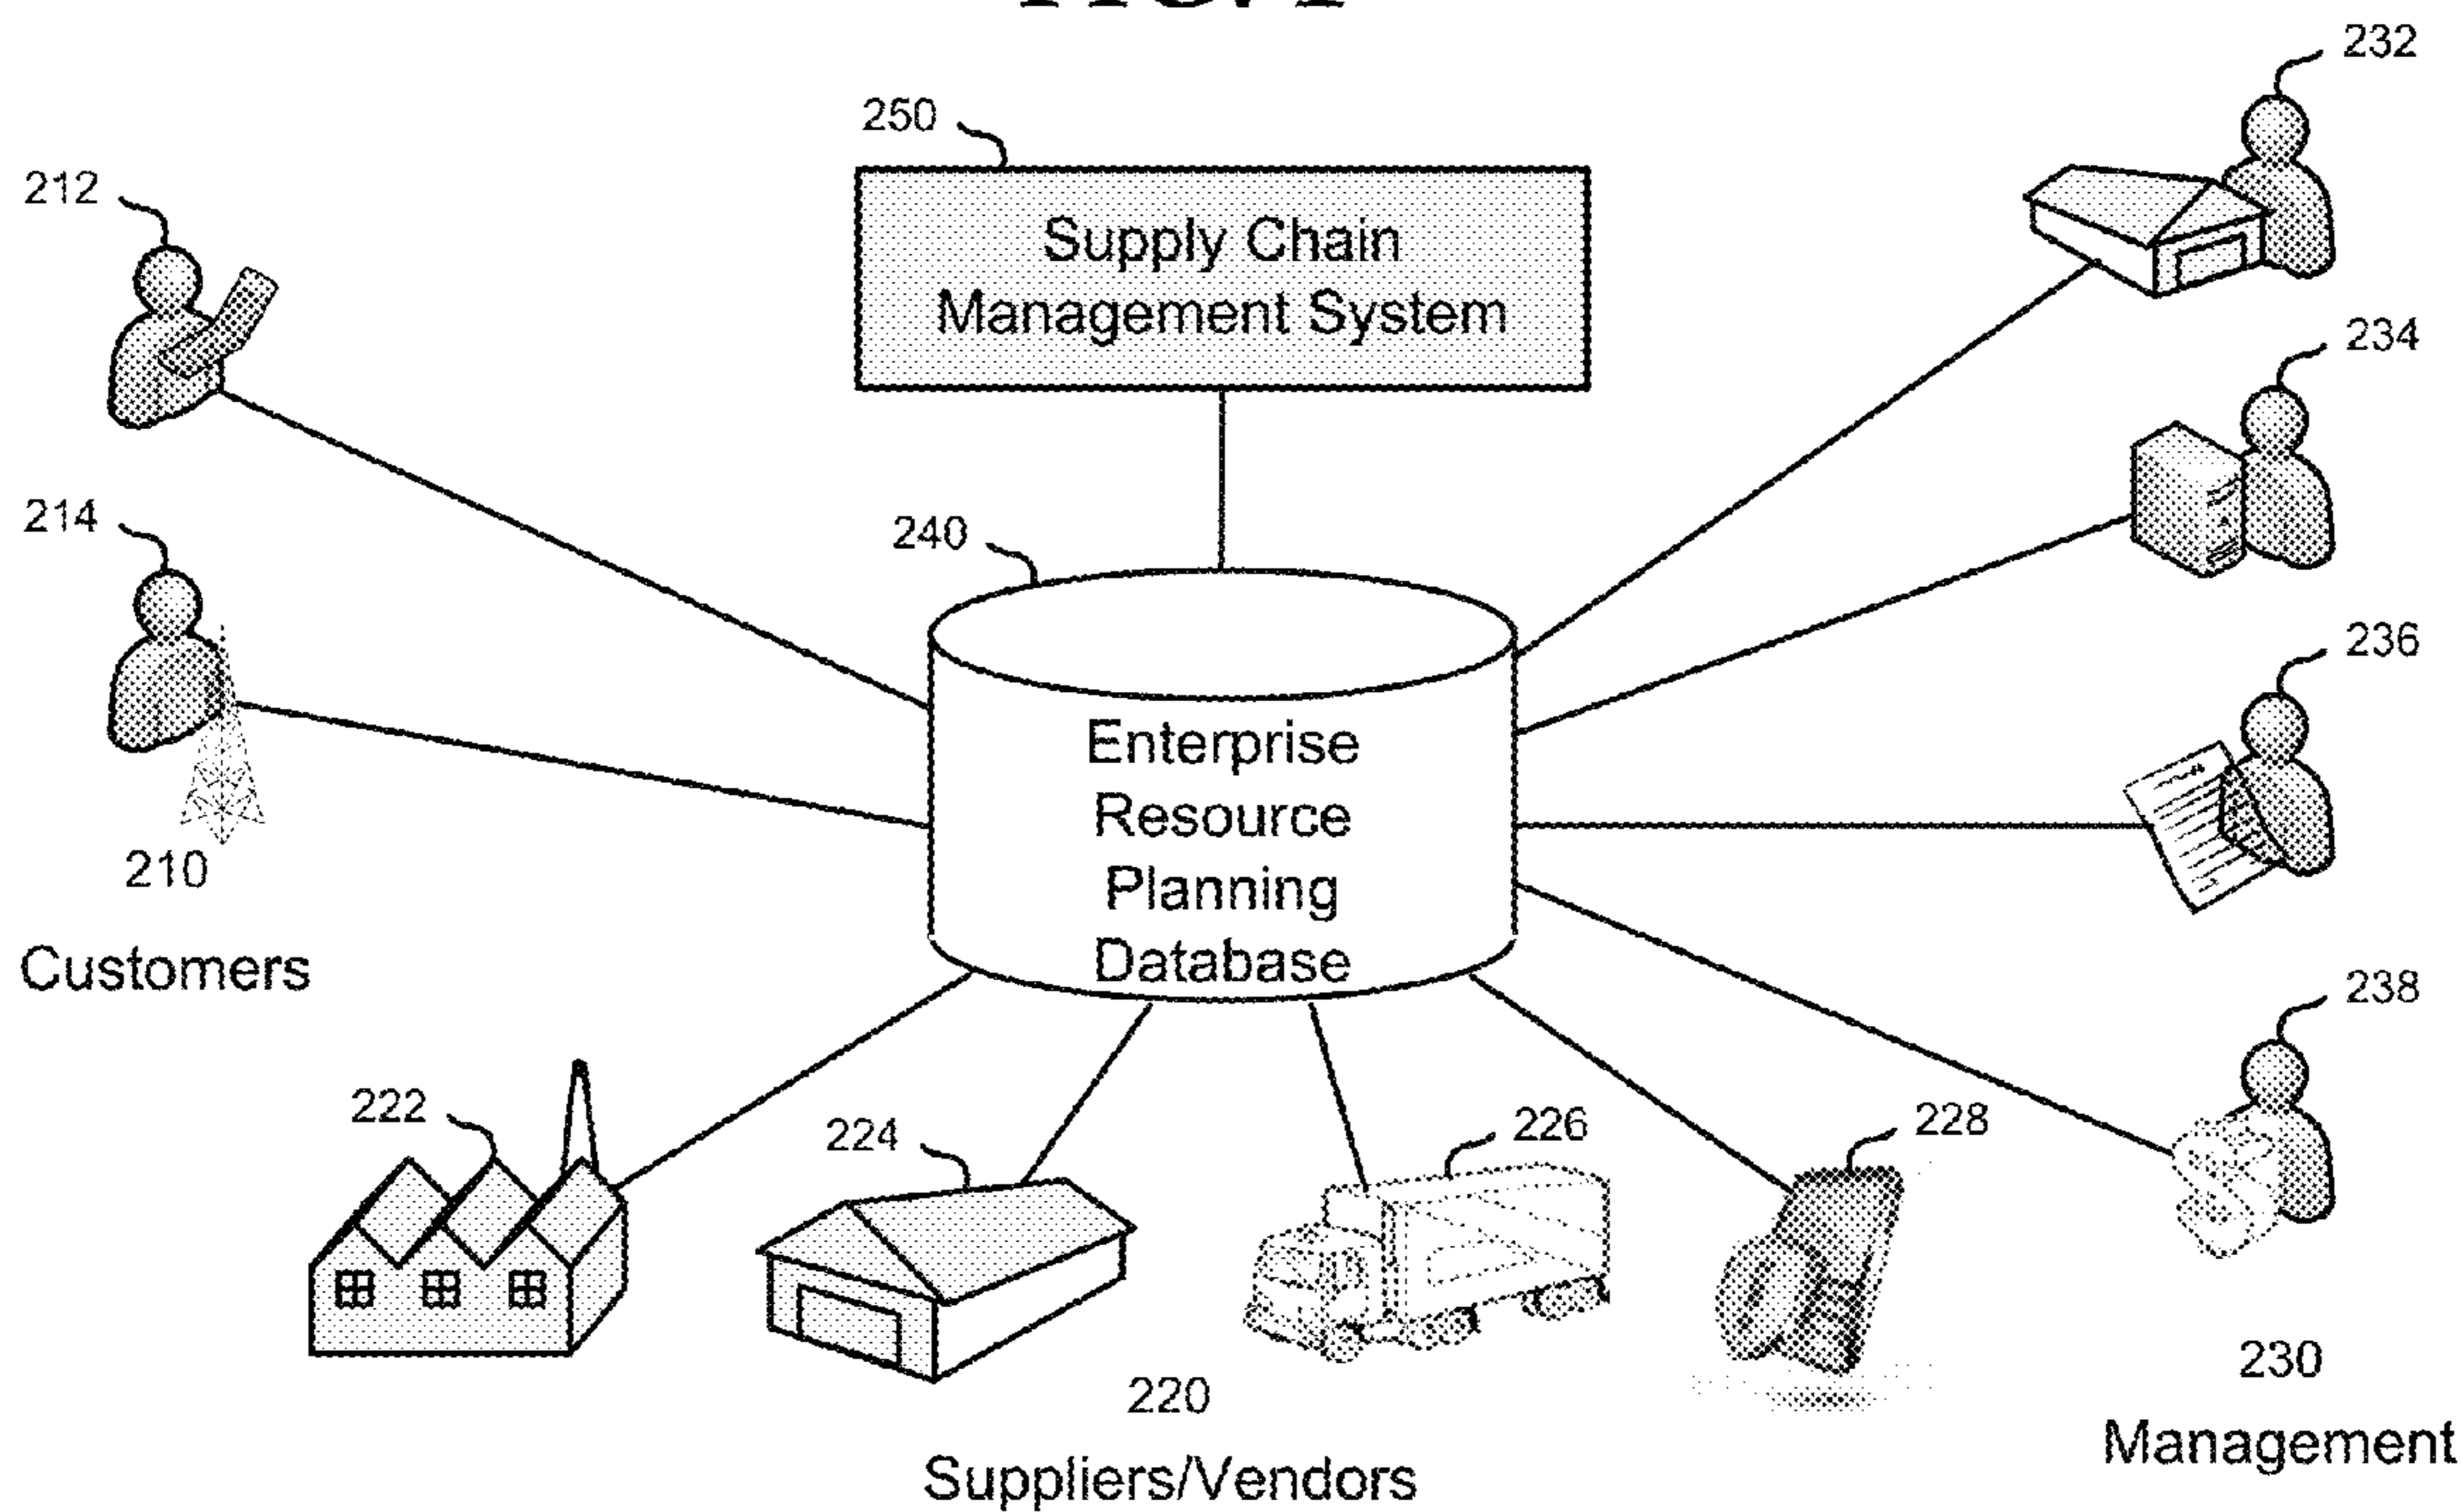 232
250
212
Supply Chain
Management System
234
214
240
236
Enterprise
Resource
Planning
Database
210
Customers
238
222
224
226
228
220
Suppliers/Vendors
230
Management